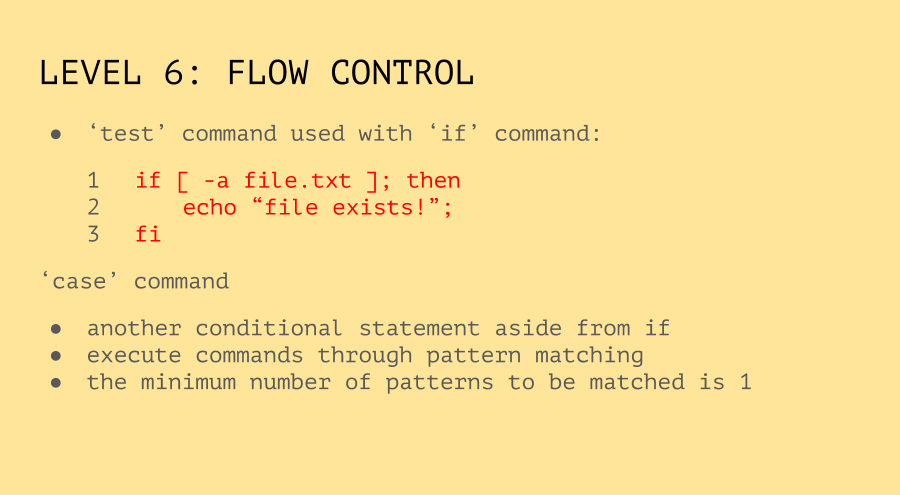 LEVEL 6: FLOW CONTROL
● ‘test’ command used with ‘if’ command:
1 if [ -a file.txt ]; then
2 echo “file exists!”;
3 fi
‘case’ command
● another conditional statement aside from if
● execute commands through pattern matching
● the minimum number of patterns to be matched is 1